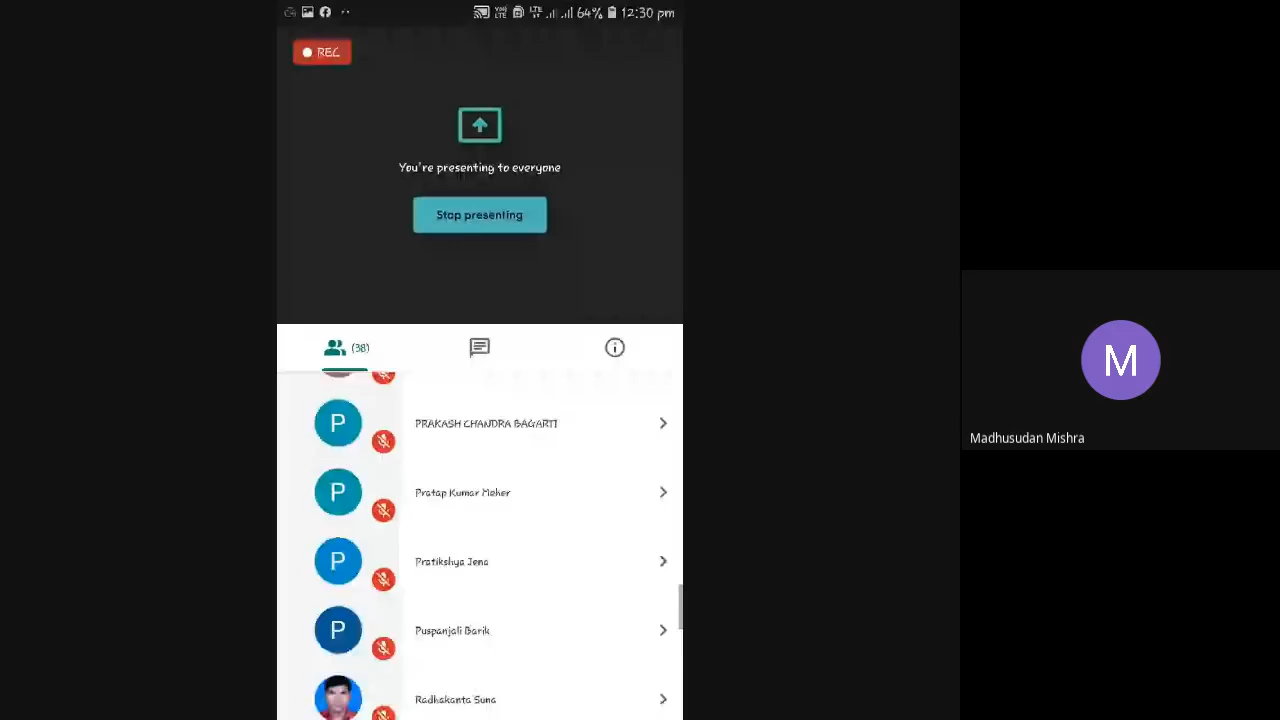 64% 12:30 pm
REC
You're presenting to everyone
Stop presenting
(38)
P PRAKASH CHANDRA BAGARTI
P Pratap Kumar Meher
P Pratikshya Jena
P Puspanjali Barik
Radhakanta Suna
M
Madhusudan Mishra